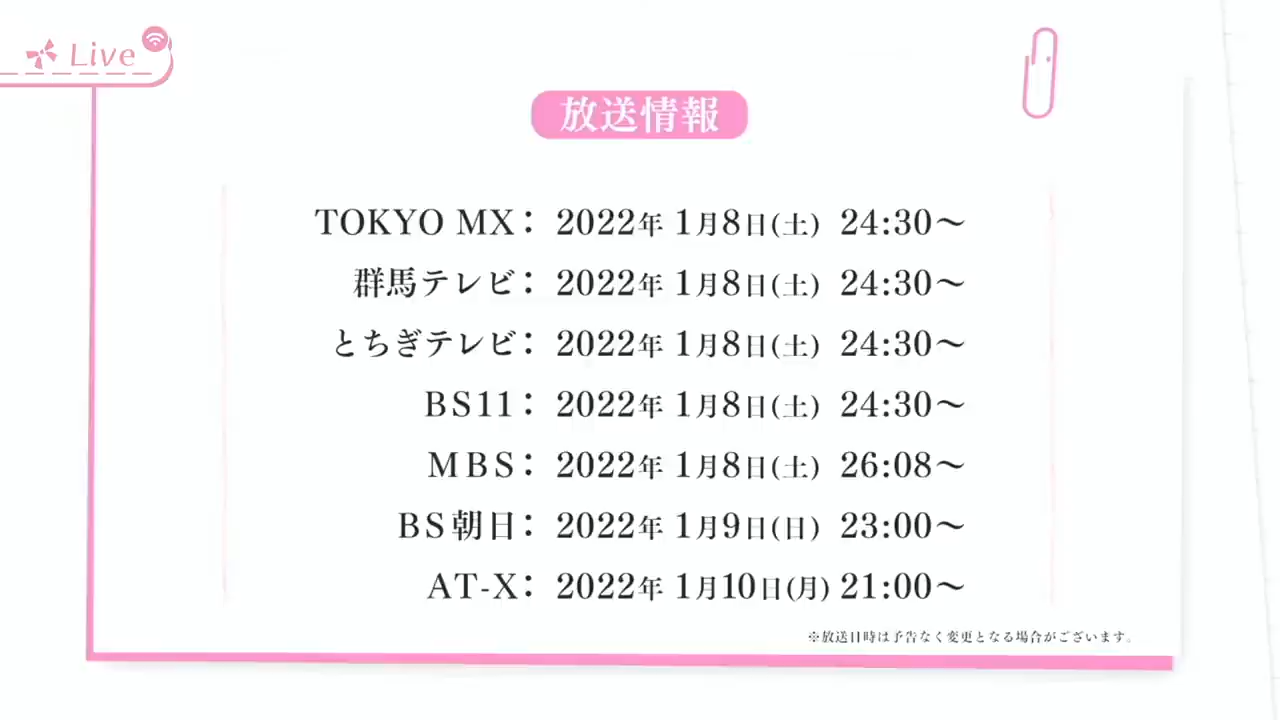 Live
放送情報
TOKYO MX： 2022年 1月8日(土) 24:30～
群馬テレビ： 2022年 1月8日(土) 24:30～
とちぎテレビ： 2022年 1月8日(土) 24:30～
BS11： 2022年 1月8日(土) 24:30～
MBS： 2022年 1月8日(土) 26:08～
BS朝日： 2022年 1月9日(日) 23:00～
AT-X： 2022年 1月10日(月) 21:00～
※放送日時は予告なく変更となる場合がございます。